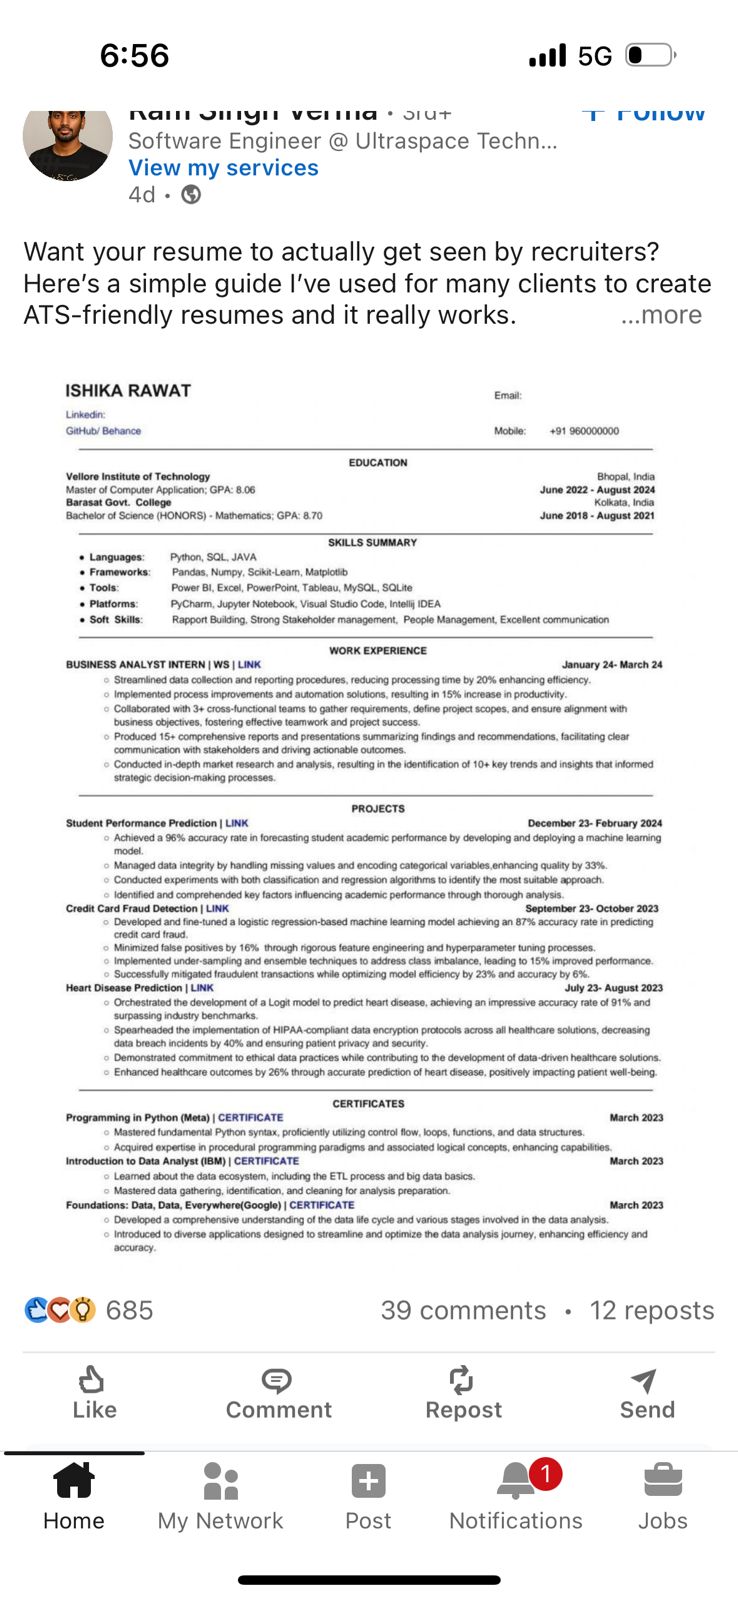 6:56
5G
Ram Singh Verma • 3rd+
+ Follow
Software Engineer @ Ultraspace Techn...
View my services
4d •
Want your resume to actually get seen by recruiters?
Here's a simple guide I've used for many clients to create
ATS-friendly resumes and it really works. ...more
ISHIKA RAWAT
Email:
Linkedin:
GitHub/ Behance
Mobile: +91 960000000
EDUCATION
Vellore Institute of Technology Bhopal, India
Master of Computer Application; GPA: 8.06 June 2022 - August 2024
Barasat Govt. College Kolkata, India
Bachelor of Science (HONORS) - Mathematics; GPA: 8.70 June 2018 - August 2021
SKILLS SUMMARY
• Languages: Python, SQL, JAVA
• Frameworks: Pandas, Numpy, Scikit-Learn, Matplotlib
• Tools: Power BI, Excel, PowerPoint, Tableau, MySQL, SQLite
• Platforms: PyCharm, Jupyter Notebook, Visual Studio Code, Intellij IDEA
• Soft Skills: Rapport Building, Strong Stakeholder management, People Management, Excellent communication
WORK EXPERIENCE
BUSINESS ANALYST INTERN | WS | LINK January 24- March 24
○ Streamlined data collection and reporting procedures, reducing processing time by 20% enhancing efficiency.
○ Implemented process improvements and automation solutions, resulting in 15% increase in productivity.
○ Collaborated with 3+ cross-functional teams to gather requirements, define project scopes, and ensure alignment with
business objectives, fostering effective teamwork and project success.
○ Produced 15+ comprehensive reports and presentations summarizing findings and recommendations, facilitating clear
communication with stakeholders and driving actionable outcomes.
○ Conducted in-depth market research and analysis, resulting in the identification of 10+ key trends and insights that informed
strategic decision-making processes.
PROJECTS
Student Performance Prediction | LINK December 23- February 2024
○ Achieved a 96% accuracy rate in forecasting student academic performance by developing and deploying a machine learning
model.
○ Managed data integrity by handling missing values and encoding categorical variables,enhancing quality by 33%.
○ Conducted experiments with both classification and regression algorithms to identify the most suitable approach.
○ Identified and comprehended key factors influencing academic performance through thorough analysis.
Credit Card Fraud Detection | LINK September 23- October 2023
○ Developed and fine-tuned a logistic regression-based machine learning model achieving an 87% accuracy rate in predicting
credit card fraud.
○ Minimized false positives by 16% through rigorous feature engineering and hyperparameter tuning processes.
○ Implemented under-sampling and ensemble techniques to address class imbalance, leading to 15% improved performance.
○ Successfully mitigated fraudulent transactions while optimizing model efficiency by 23% and accuracy by 6%.
Heart Disease Prediction | LINK July 23- August 2023
○ Orchestrated the development of a Logit model to predict heart disease, achieving an impressive accuracy rate of 91% and
surpassing industry benchmarks.
○ Spearheaded the implementation of HIPAA-compliant data encryption protocols across all healthcare solutions, decreasing
data breach incidents by 40% and ensuring patient privacy and security.
○ Demonstrated commitment to ethical data practices while contributing to the development of data-driven healthcare solutions.
○ Enhanced healthcare outcomes by 26% through accurate prediction of heart disease, positively impacting patient well-being.
CERTIFICATES
Programming in Python (Meta) | CERTIFICATE March 2023
○ Mastered fundamental Python syntax, proficiently utilizing control flow, loops, functions, and data structures.
○ Acquired expertise in procedural programming paradigms and associated logical concepts, enhancing capabilities.
Introduction to Data Analyst (IBM) | CERTIFICATE March 2023
○ Learned about the data ecosystem, including the ETL process and big data basics.
○ Mastered data gathering, identification, and cleaning for analysis preparation.
Foundations: Data, Data, Everywhere(Google) | CERTIFICATE March 2023
○ Developed a comprehensive understanding of the data life cycle and various stages involved in the data analysis.
○ Introduced to diverse applications designed to streamline and optimize the data analysis journey, enhancing efficiency and
accuracy.
685 39 comments • 12 reposts
Like Comment Repost Send
1
Home My Network Post Notifications Jobs